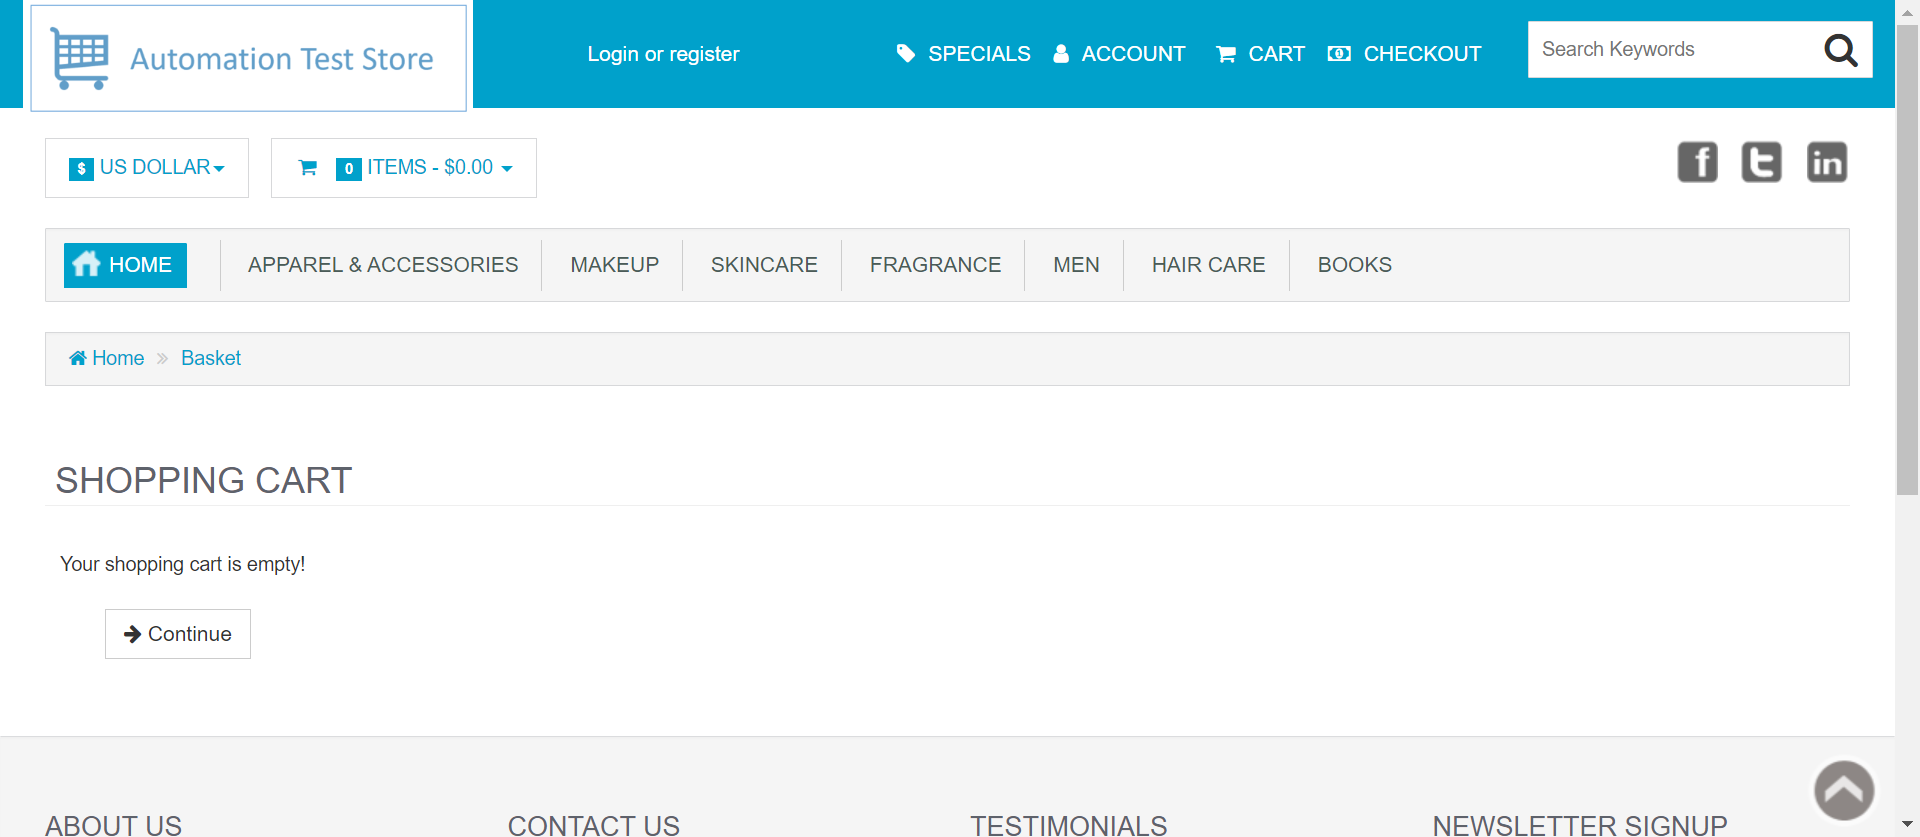 Automation Test Store
Login or register
SPECIALS
ACCOUNT
CART
CHECKOUT
Search Keywords
$ US DOLLAR
0 ITEMS - $0.00
f
t
in
HOME
APPAREL & ACCESSORIES
MAKEUP
SKINCARE
FRAGRANCE
MEN
HAIR CARE
BOOKS
Home » Basket
SHOPPING CART
Your shopping cart is empty!
Continue
ABOUT US
CONTACT US
TESTIMONIALS
NEWSLETTER SIGNUP